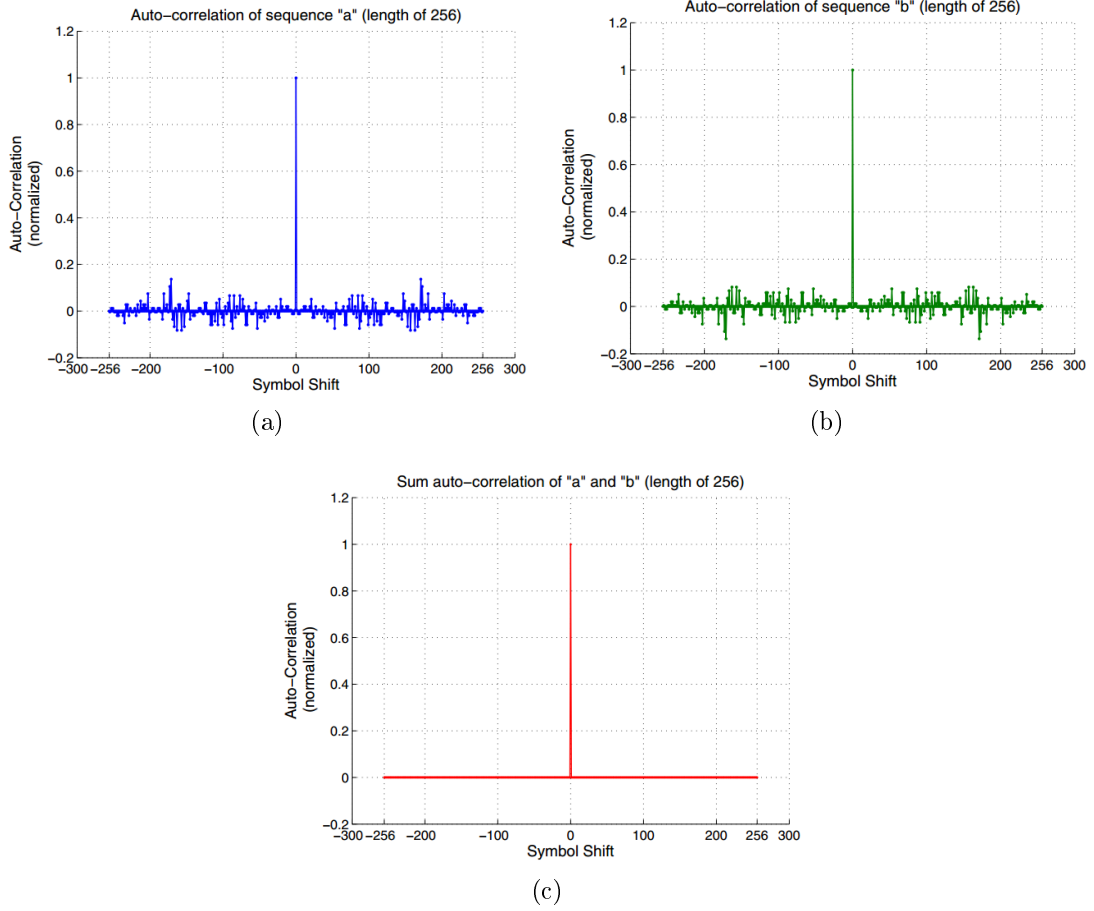 Auto−correlation of sequence "a" (length of 256)
1.2
1
0.8
0.6
0.4
0.2
0
−0.2
−300 −256 −200 −100 0 100 200 256 300
Auto−Correlation
(normalized)
Symbol Shift
(a)
Auto−correlation of sequence "b" (length of 256)
1.2
1
0.8
0.6
0.4
0.2
0
−0.2
−300 −256 −200 −100 0 100 200 256 300
Auto−Correlation
(normalized)
Symbol Shift
(b)
Sum auto−correlation of "a" and "b" (length of 256)
1.2
1
0.8
0.6
0.4
0.2
0
−0.2
−300 −256 −200 −100 0 100 200 256 300
Auto−Correlation
(normalized)
Symbol Shift
(c)